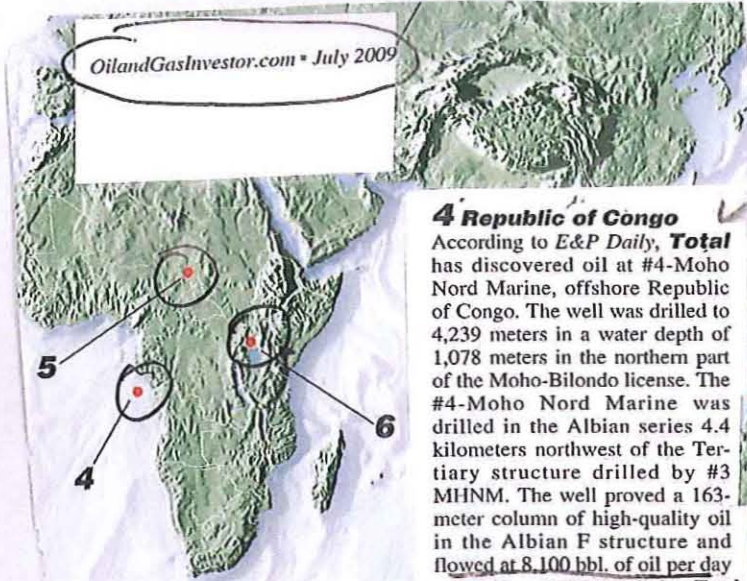 OilandGasInvestor.com ▪ July 2009
5
4
6
4 Republic of Congo
According to E&P Daily, Total
has discovered oil at #4-Moho
Nord Marine, offshore Republic
of Congo. The well was drilled to
4,239 meters in a water depth of
1,078 meters in the northern part
of the Moho-Bilondo license. The
#4-Moho Nord Marine was
drilled in the Albian series 4.4
kilometers northwest of the Ter-
tiary structure drilled by #3
MHNM. The well proved a 163-
meter column of high-quality oil
in the Albian F structure and
flowed at 8,100 bbl. of oil per day